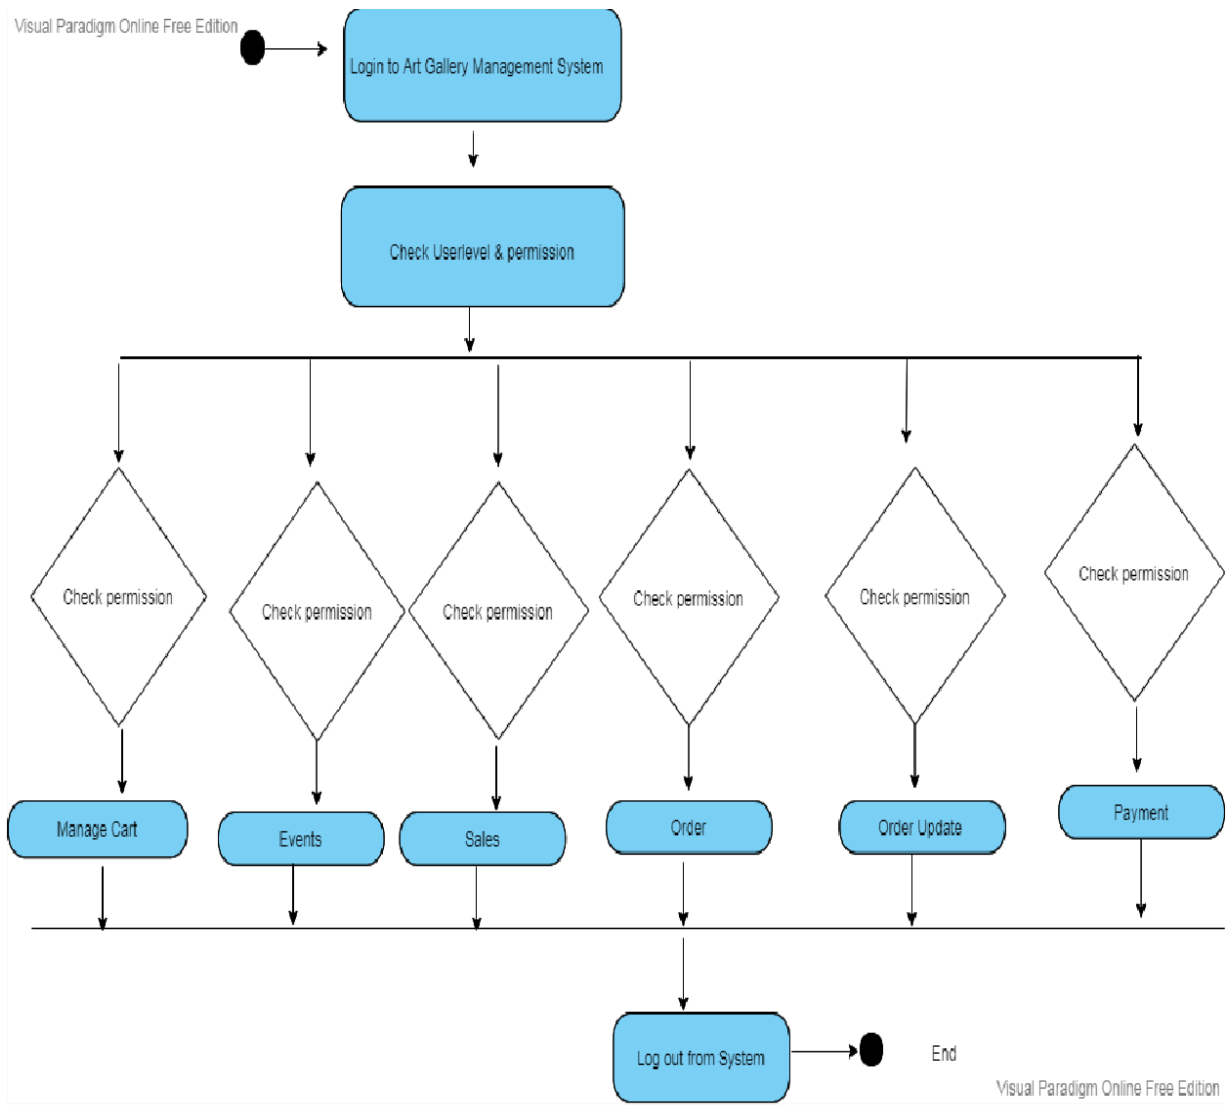 Visual Paradigm Online Free Edition
Login to Art Gallery Management System
Check Userlevel & permission
Check permission
Check permission
Check permission
Check permission
Check permission
Check permission
Manage Cart
Events
Sales
Order
Order Update
Payment
Log out from System
End
Visual Paradigm Online Free Edition